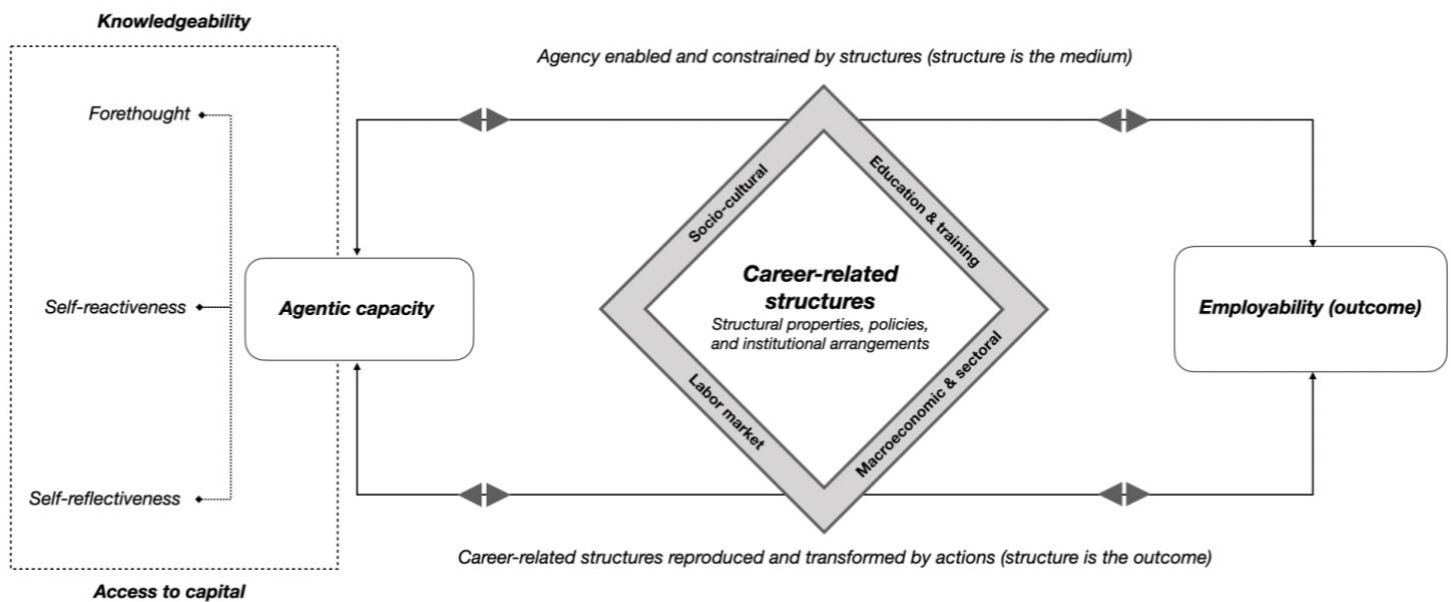 Knowledgeability
Agency enabled and constrained by structures (structure is the medium)
Forethought
Socio-cultural
Education & training
Career-related
structures
Structural properties, policies,
and institutional arrangements
Self-reactiveness
Agentic capacity
Employability (outcome)
Labor market
Macroeconomic & sectoral
Self-reflectiveness
Career-related structures reproduced and transformed by actions (structure is the outcome)
Access to capital